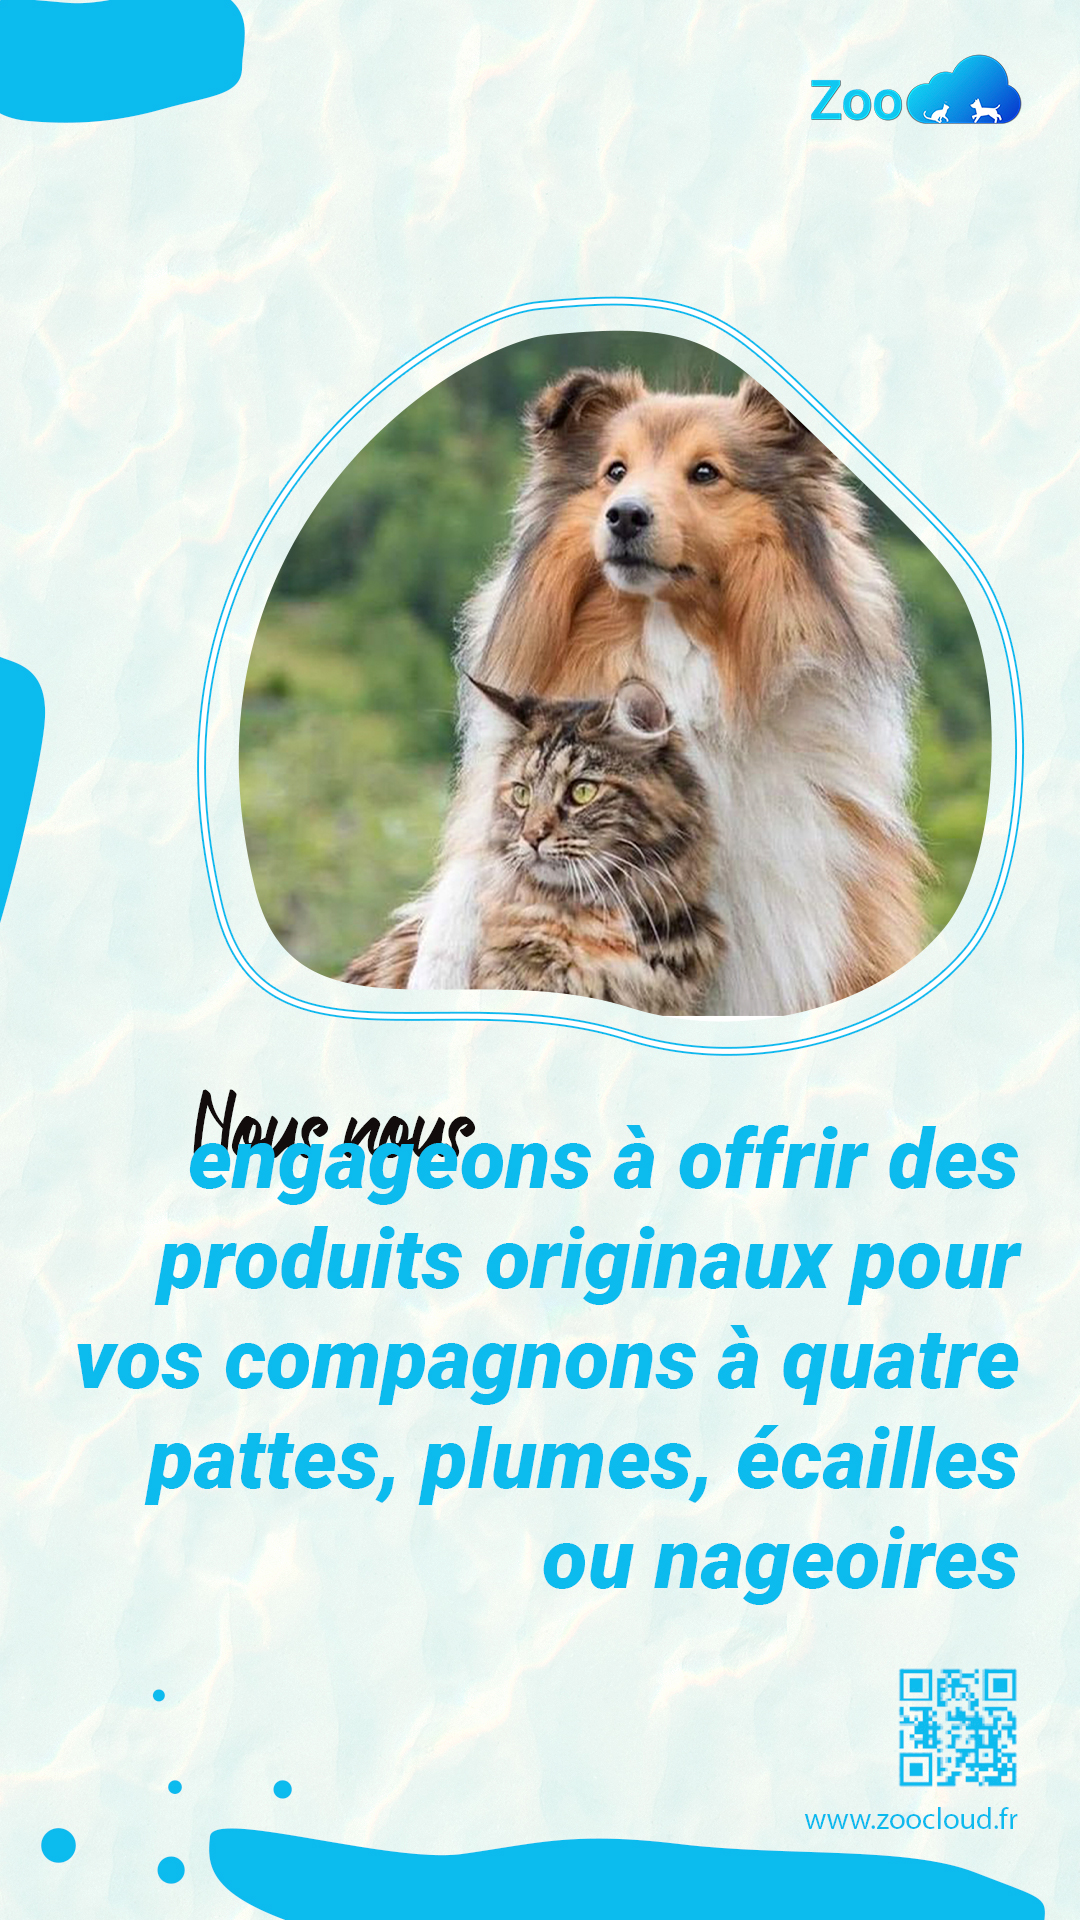 Zoo
Nous nous
engageons à offrir des
produits originaux pour
vos compagnons à quatre
pattes, plumes, écailles
ou nageoires
www.zoocloud.fr